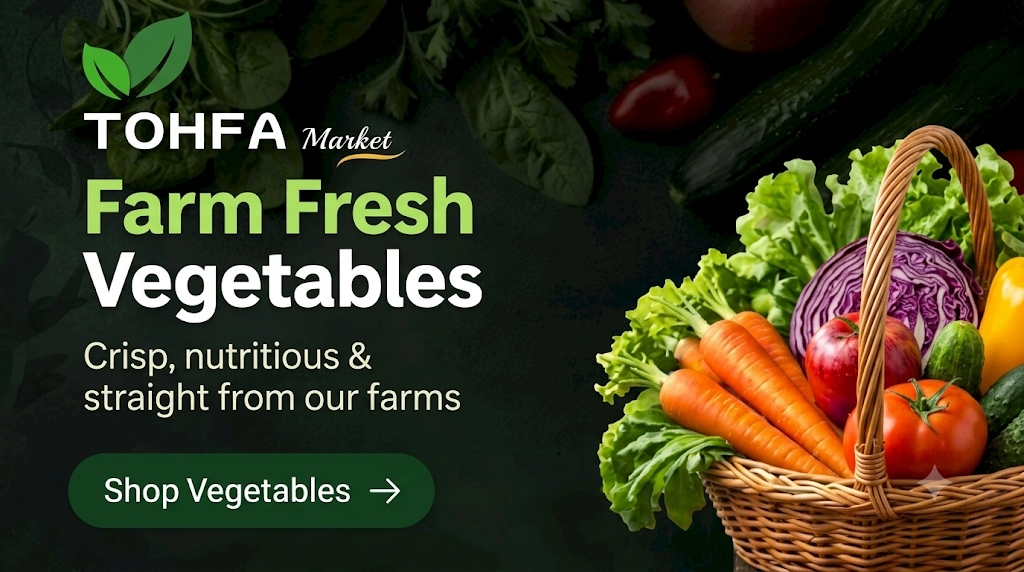 TOHFA Market
Farm Fresh
Vegetables
Crisp, nutritious &
straight from our farms
Shop Vegetables →